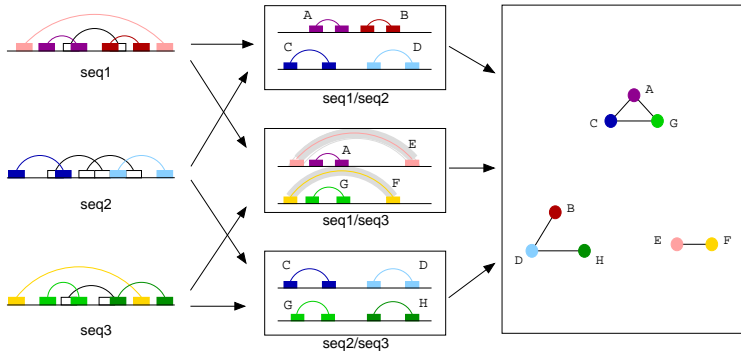 seq1
seq2
seq3
A B
C D
seq1/seq2
E
A
G F
seq1/seq3
C D
G H
seq2/seq3
A
C G
B
D H
E F